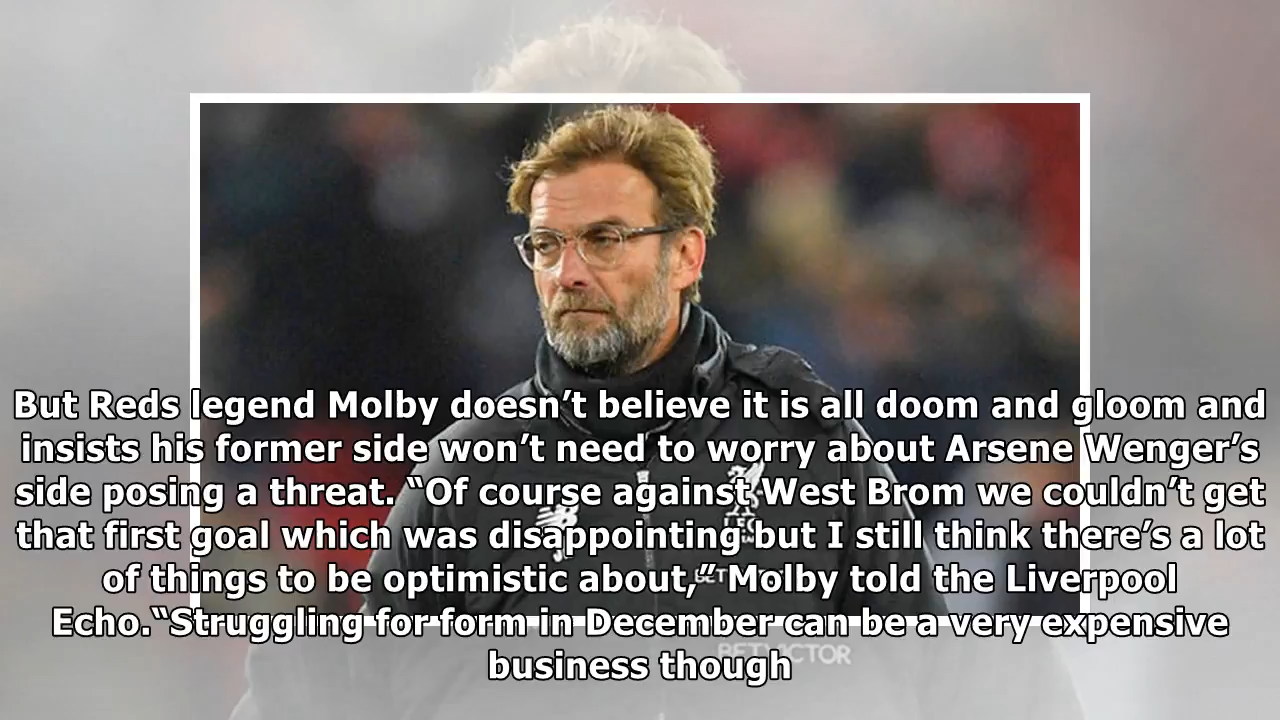 But Reds legend Molby doesn’t believe it is all doom and gloom and
insists his former side won’t need to worry about Arsene Wenger’s
side posing a threat. “Of course against West Brom we couldn’t get
that first goal which was disappointing but I still think there’s a lot
of things to be optimistic about,” Molby told the Liverpool
Echo.“Struggling for form in December can be a very expensive
business though
BETVICTOR